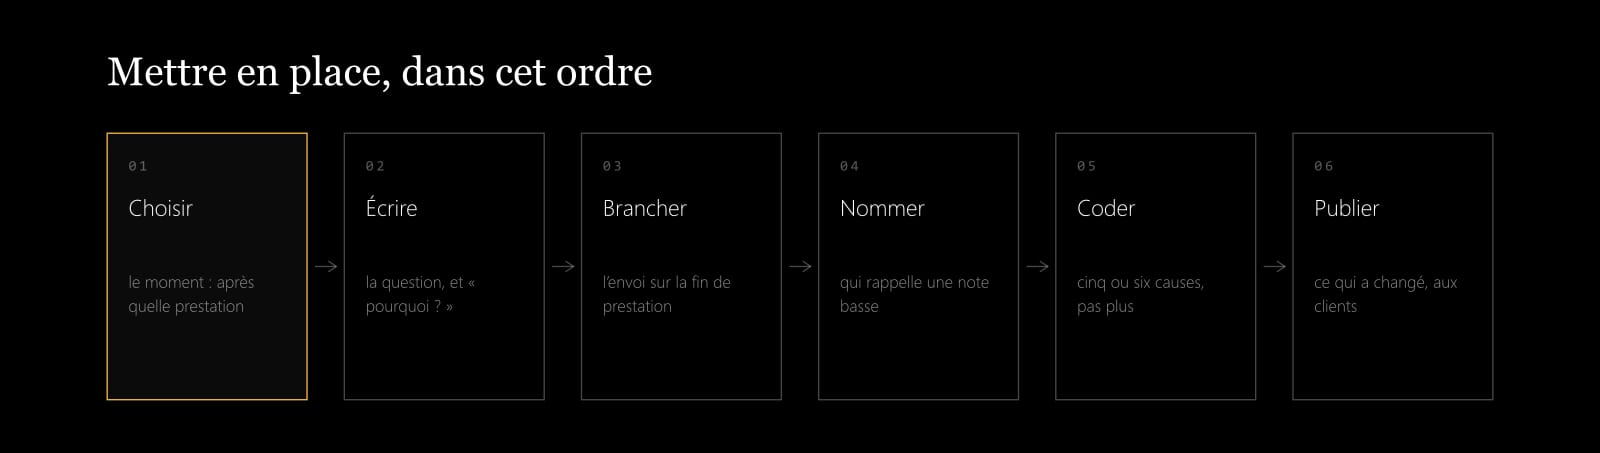 Mettre en place, dans cet ordre
01
Choisir
le moment : après
quelle prestation
02
Écrire
la question, et «
pourquoi ? »
03
Brancher
l’envoi sur la fin de
prestation
04
Nommer
qui rappelle une note
basse
05
Coder
cinq ou six causes,
pas plus
06
Publier
ce qui a changé, aux
clients